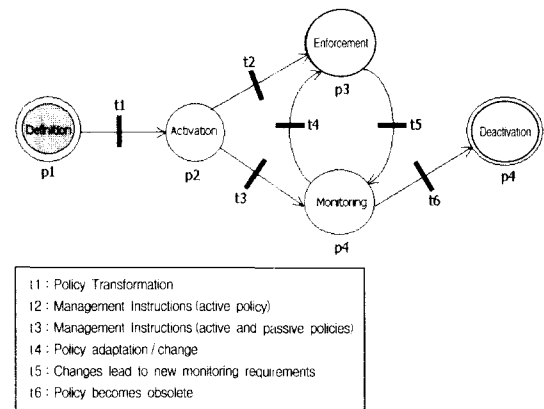 Enforcement
p3
t2
t1
Definition
p1
Activation
p2
t4
t5
Deactivation
p4
t3
Monitoring
p4
t6
t1 : Policy Transformation
t2 : Management Instructions (active policy)
t3 : Management Instructions (active and passive policies)
t4 : Policy adaptation / change
t5 : Changes lead to new monitoring requirements
t6 : Policy becomes obsolete